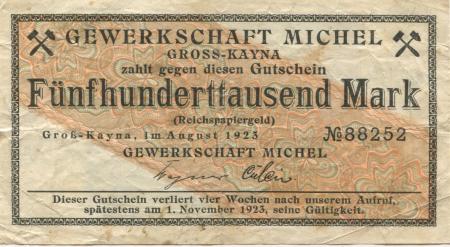 GEWERKSCHAFT MICHEL
GROSS-KAYNA
zahlt gegen diesen Gutschein
Fünfhunderttausend Mark
(Reichspapiergeld)
Groß-Kayna, im August 1923 №88252
GEWERKSCHAFT MICHEL
Dieser Gutschein verliert vier Wochen nach unserem Aufruf,
spätestens am 1. November 1923, seine Gültigkeit.